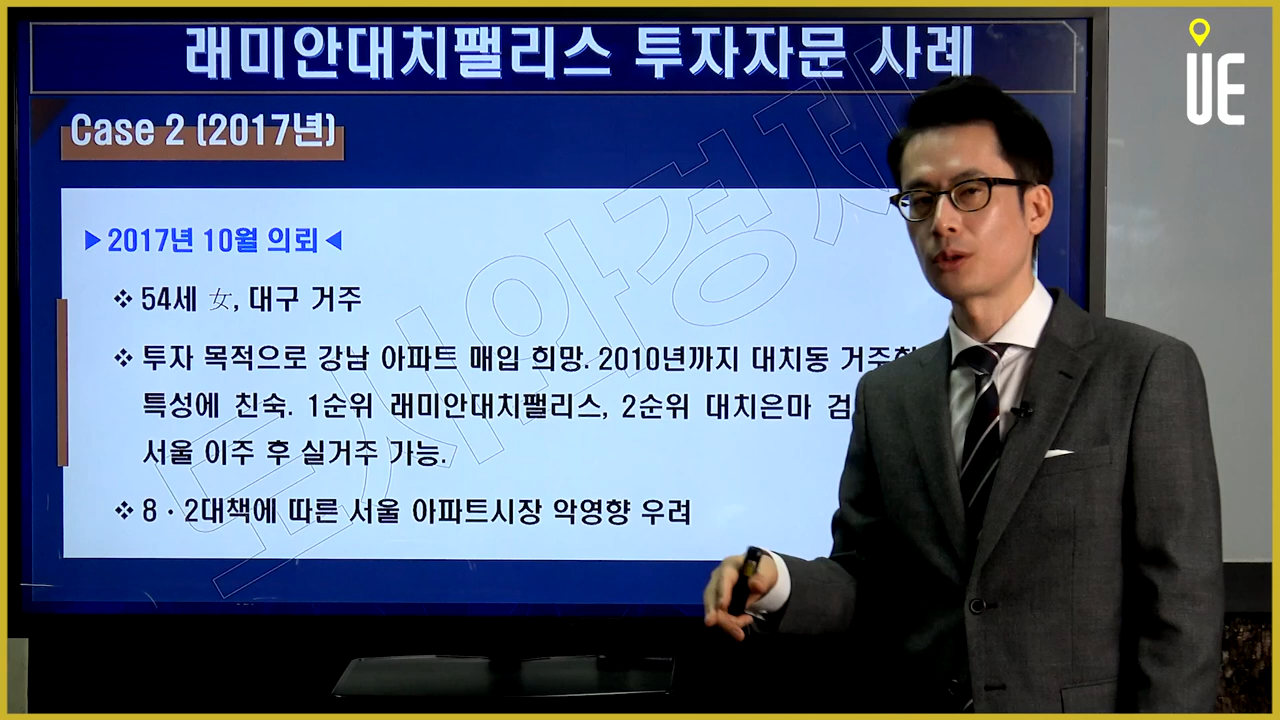 래미안대치팰리스 투자자문 사례
UE
Case 2 (2017년)
▶2017년 10월 의뢰◀
❖ 54세 女, 대구 거주
❖ 투자 목적으로 강남 아파트 매입 희망. 2010년까지 대치동
특성에 친숙. 1순위 래미안대치팰리스, 2순위 대치은마
서울 이주 후 실거주 가능.
❖ 8·2대책에 따른 서울 아파트시장 악영향 우려
도시와경제